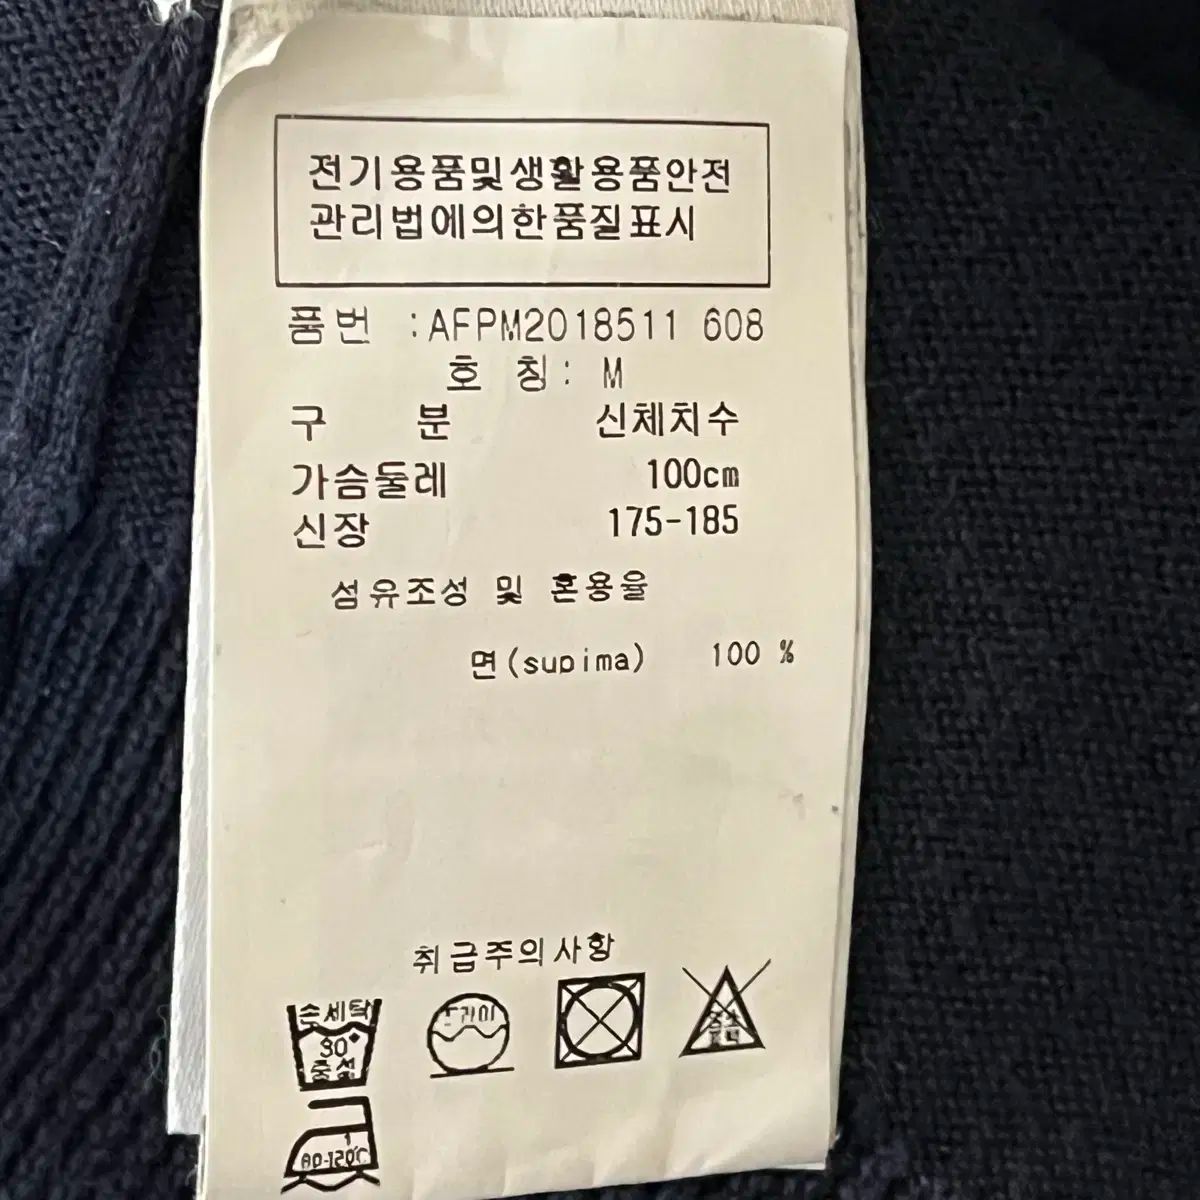 전기용품및생활용품안전
관리법에의한품질표시
품번 :AFPM2018511 608
호 칭: M
구 분 신체치수
가슴둘레 100cm
신장 175-185
섬유조성 및 혼용율
면(supima) 100 %
취급주의사항
손세탁
30°
중성
드라이
80-120℃